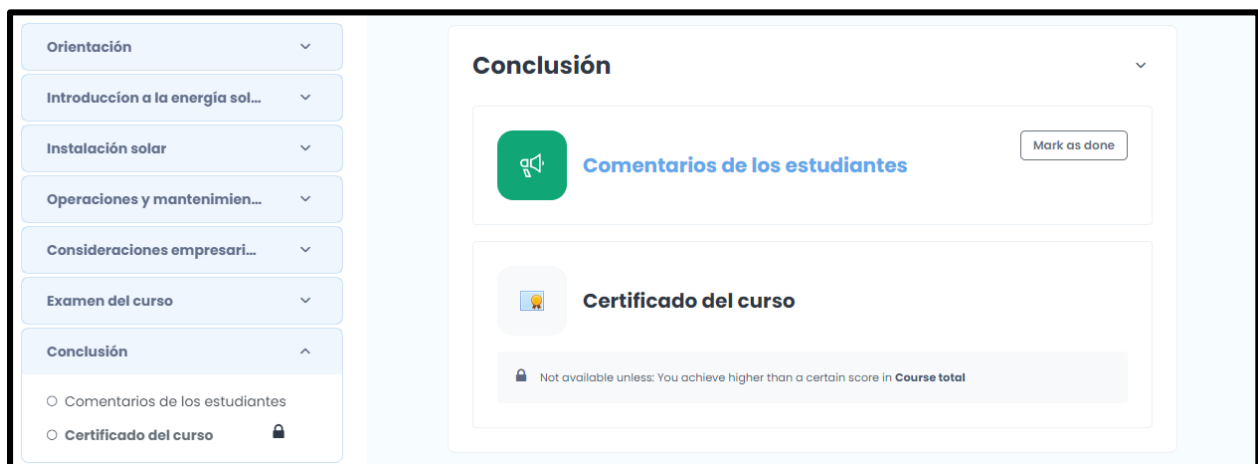 Orientación
Introduccíon a la energía sol...
Instalación solar
Operaciones y mantenimien...
Consideraciones empresari...
Examen del curso
Conclusión
Comentarios de los estudiantes
Certificado del curso
Conclusión
Comentarios de los estudiantes
Mark as done
Certificado del curso
Not available unless: You achieve higher than a certain score in Course total